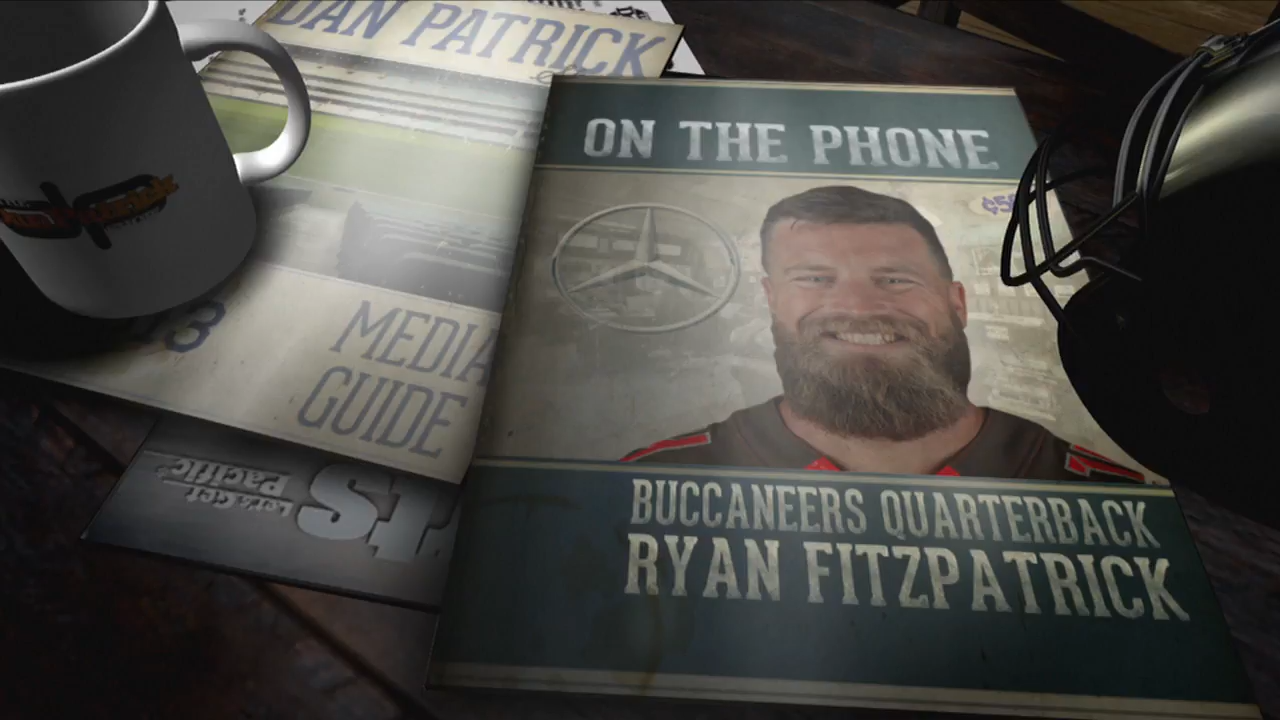 DAN PATRICK
ON THE PHONE
MEDIA
GUIDE
BUCCANEERS QUARTERBACK
RYAN FITZPATRICK